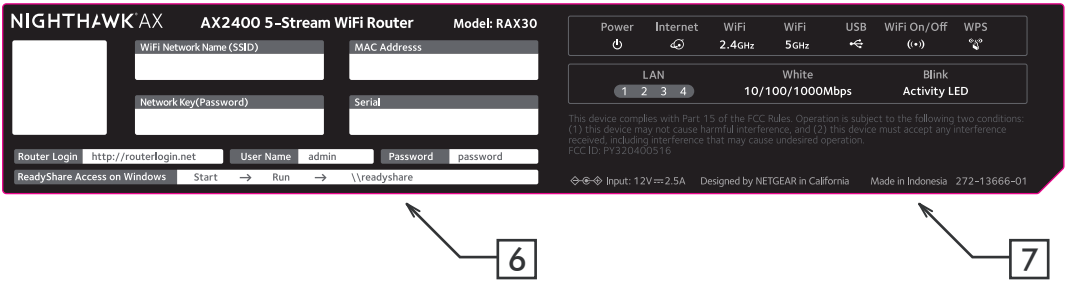 NIGHTHAWK AX AX2400 5-Stream WiFi Router Model: RAX30
WiFi Network Name (SSID)
MAC Addresss
Network Key(Password)
Serial
Router Login http://routerlogin.net User Name admin Password password
ReadyShare Access on Windows Start → Run → \\readyshare
Power Internet WiFi WiFi USB WiFi On/Off WPS
2.4GHz 5GHz
LAN White Blink
1 2 3 4 10/100/1000Mbps Activity LED
This device complies with Part 15 of the FCC Rules. Operation is subject to the following two conditions:
(1) this device may not cause harmful interference, and (2) this device must accept any interference
received, including interference that may cause undesired operation.
FCC ID: PY320400516
Input: 12V⎓2.5A Designed by NETGEAR in California Made in Indonesia 272-13666-01
6
7